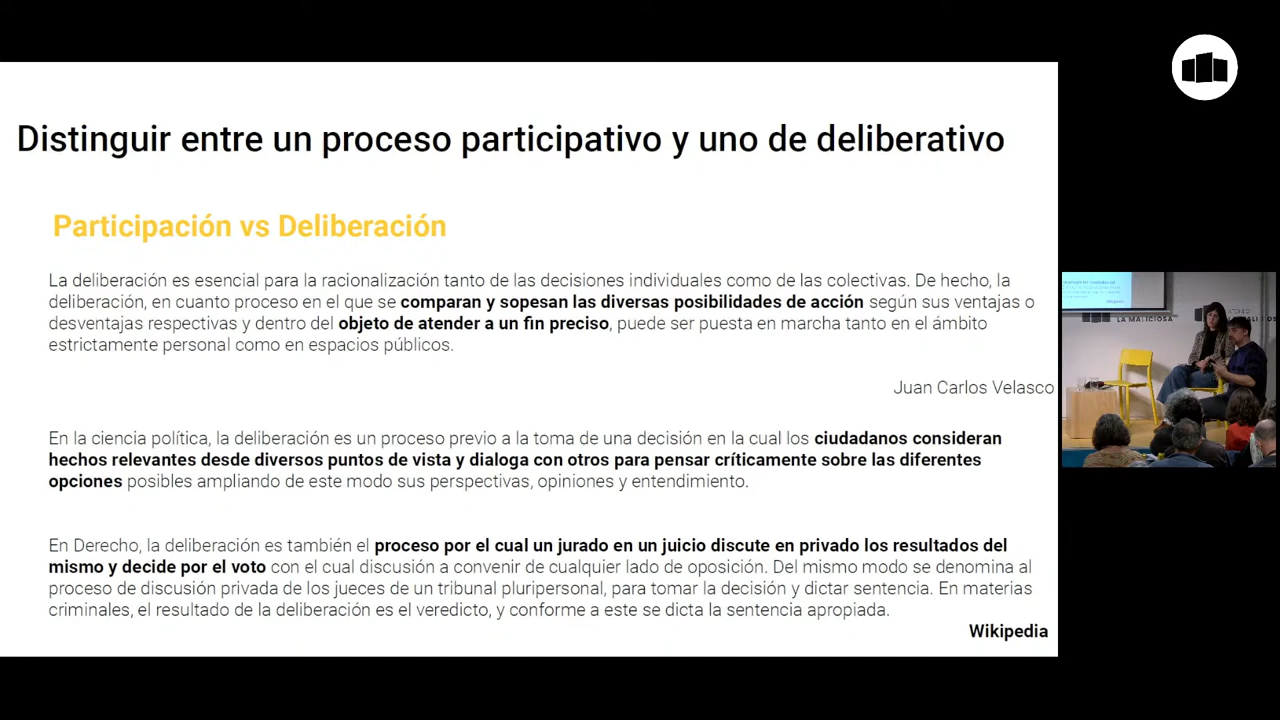 Distinguir entre un proceso participativo y uno de deliberativo
Participación vs Deliberación
La deliberación es esencial para la racionalización tanto de las decisiones individuales como de las colectivas. De hecho, la
deliberación, en cuanto proceso en el que se comparan y sopesan las diversas posibilidades de acción según sus ventajas o
desventajas respectivas y dentro del objeto de atender a un fin preciso, puede ser puesta en marcha tanto en el ámbito
estrictamente personal como en espacios públicos.
Juan Carlos Velasco
En la ciencia política, la deliberación es un proceso previo a la toma de una decisión en la cual los ciudadanos consideran
hechos relevantes desde diversos puntos de vista y dialoga con otros para pensar críticamente sobre las diferentes
opciones posibles ampliando de este modo sus perspectivas, opiniones y entendimiento.
En Derecho, la deliberación es también el proceso por el cual un jurado en un juicio discute en privado los resultados del
mismo y decide por el voto con el cual discusión a convenir de cualquier lado de oposición. Del mismo modo se denomina al
proceso de discusión privada de los jueces de un tribunal pluripersonal, para tomar la decisión y dictar sentencia. En materias
criminales, el resultado de la deliberación es el veredicto, y conforme a este se dicta la sentencia apropiada.
Wikipedia
LA MALICIOSA